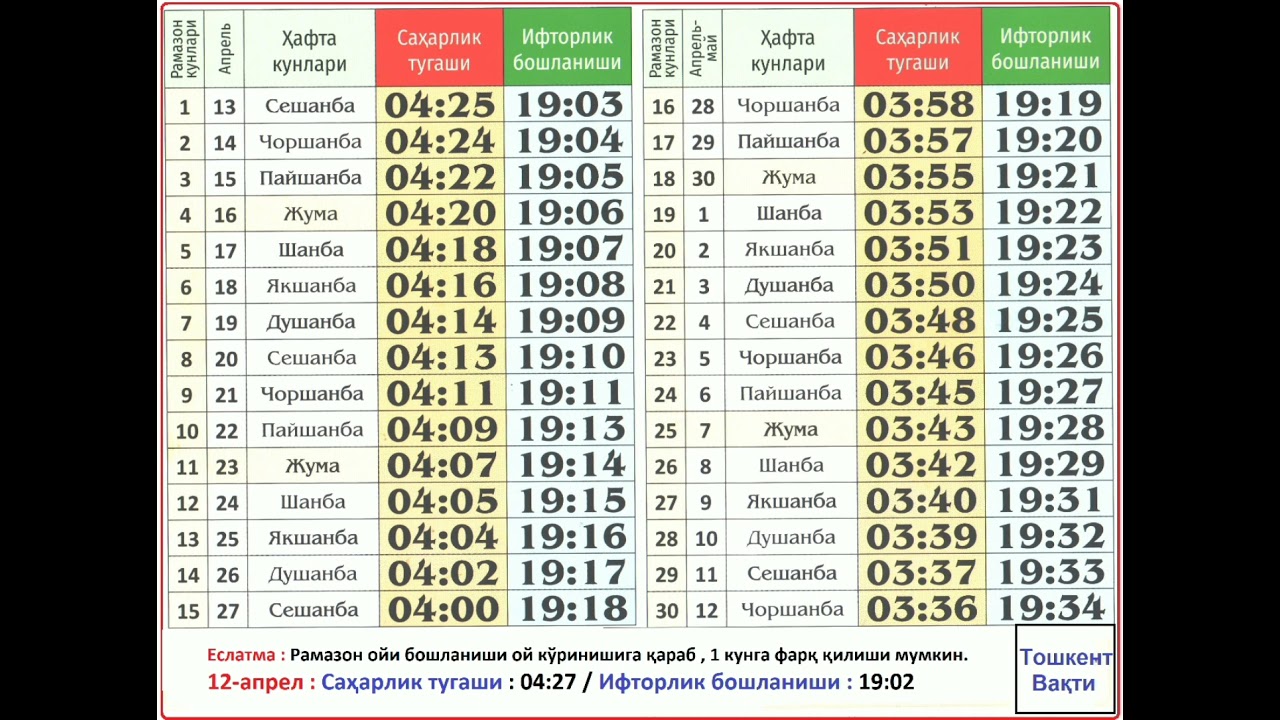 Рамазон кунлари Апрель Ҳафта кунлари Саҳарлик тугаши Ифторлик бошланиши
1 13 Сешанба 04:25 19:03
2 14 Чоршанба 04:24 19:04
3 15 Пайшанба 04:22 19:05
4 16 Жума 04:20 19:06
5 17 Шанба 04:18 19:07
6 18 Якшанба 04:16 19:08
7 19 Душанба 04:14 19:09
8 20 Сешанба 04:13 19:10
9 21 Чоршанба 04:11 19:11
10 22 Пайшанба 04:09 19:13
11 23 Жума 04:07 19:14
12 24 Шанба 04:05 19:15
13 25 Якшанба 04:04 19:16
14 26 Душанба 04:02 19:17
15 27 Сешанба 04:00 19:18
Рамазон кунлари Апрель-май Ҳафта кунлари Саҳарлик тугаши Ифторлик бошланиши
16 28 Чоршанба 03:58 19:19
17 29 Пайшанба 03:57 19:20
18 30 Жума 03:55 19:21
19 1 Шанба 03:53 19:22
20 2 Якшанба 03:51 19:23
21 3 Душанба 03:50 19:24
22 4 Сешанба 03:48 19:25
23 5 Чоршанба 03:46 19:26
24 6 Пайшанба 03:45 19:27
25 7 Жума 03:43 19:28
26 8 Шанба 03:42 19:29
27 9 Якшанба 03:40 19:31
28 10 Душанба 03:39 19:32
29 11 Сешанба 03:37 19:33
30 12 Чоршанба 03:36 19:34
Еслатма : Рамазон ойи бошланиши ой кўринишига қараб , 1 кунга фарқ қилиши мумкин.
12-апрел : Саҳарлик тугаши : 04:27 / Ифторлик бошланиши : 19:02
Тошкент
Вақти